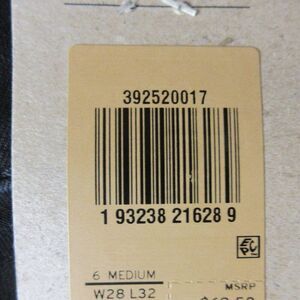 392520017
1 93238 21628 9
6 MEDIUM
W28 L32
MSRP